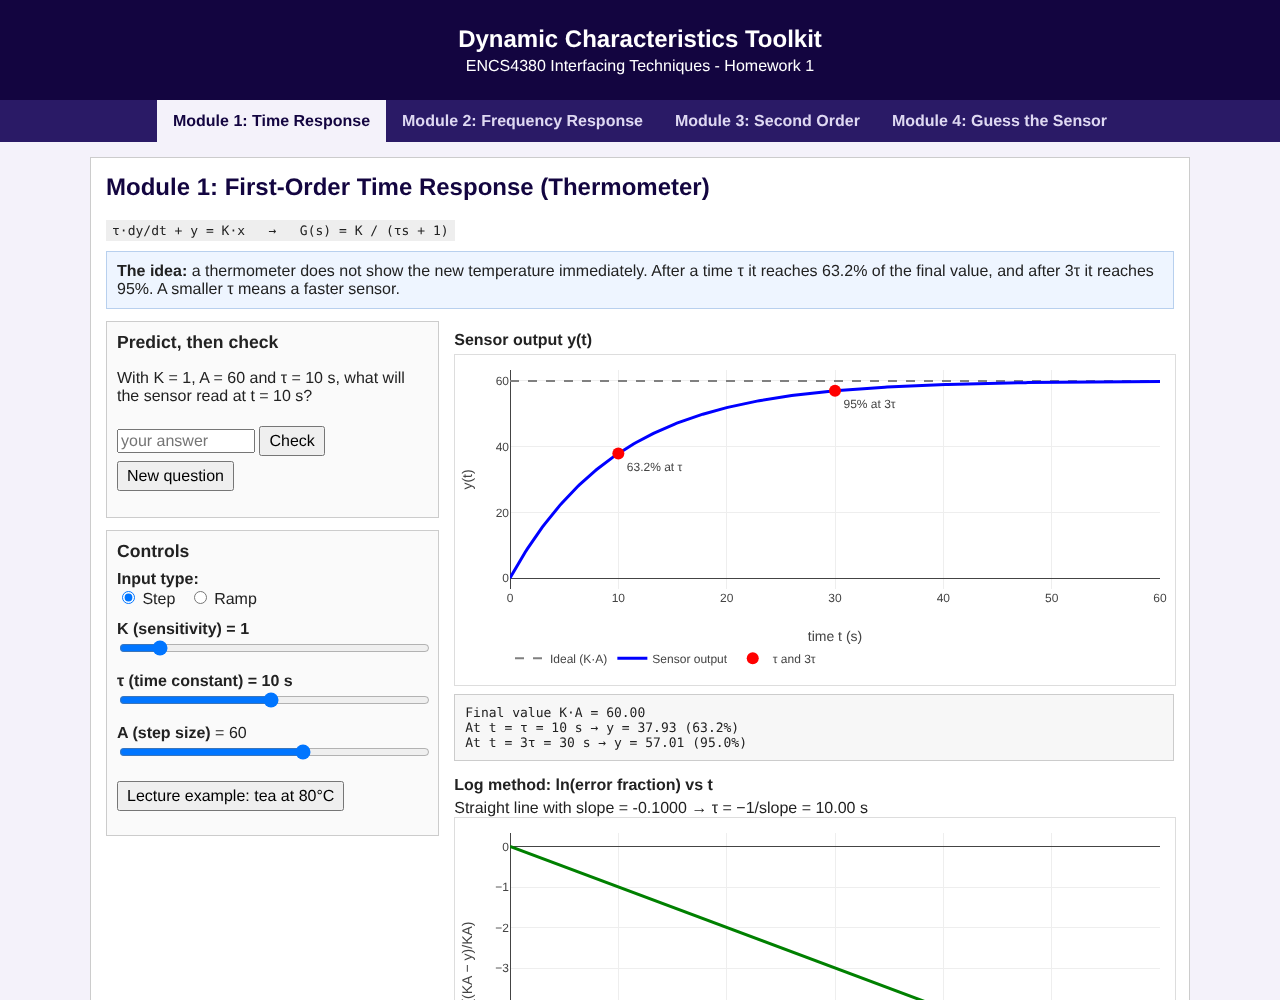 Dynamic Characteristics Toolkit
ENCS4380 Interfacing Techniques - Homework 1
Module 1: Time Response
Module 2: Frequency Response
Module 3: Second Order
Module 4: Guess the Sensor
Module 1: First-Order Time Response (Thermometer)
τ·dy/dt + y = K·x → G(s) = K / (τs + 1)
The idea: a thermometer does not show the new temperature immediately. After a time τ it reaches 63.2% of the final value, and after 3τ it reaches
95%. A smaller τ means a faster sensor.
Predict, then check
With K = 1, A = 60 and τ = 10 s, what will
the sensor read at t = 10 s?
your answer
Check
New question
Controls
Input type:
Step Ramp
K (sensitivity) = 1
τ (time constant) = 10 s
A (step size) = 60
Lecture example: tea at 80°C
Sensor output y(t)
60
40
20
0
y(t)
95% at 3τ
63.2% at τ
0 10 20 30 40 50 60
time t (s)
Ideal (K·A) Sensor output τ and 3τ
Final value K·A = 60.00
At t = τ = 10 s → y = 37.93 (63.2%)
At t = 3τ = 30 s → y = 57.01 (95.0%)
Log method: ln(error fraction) vs t
Straight line with slope = -0.1000 → τ = −1/slope = 10.00 s
0
−1
−2
−3
((KA − y)/KA)